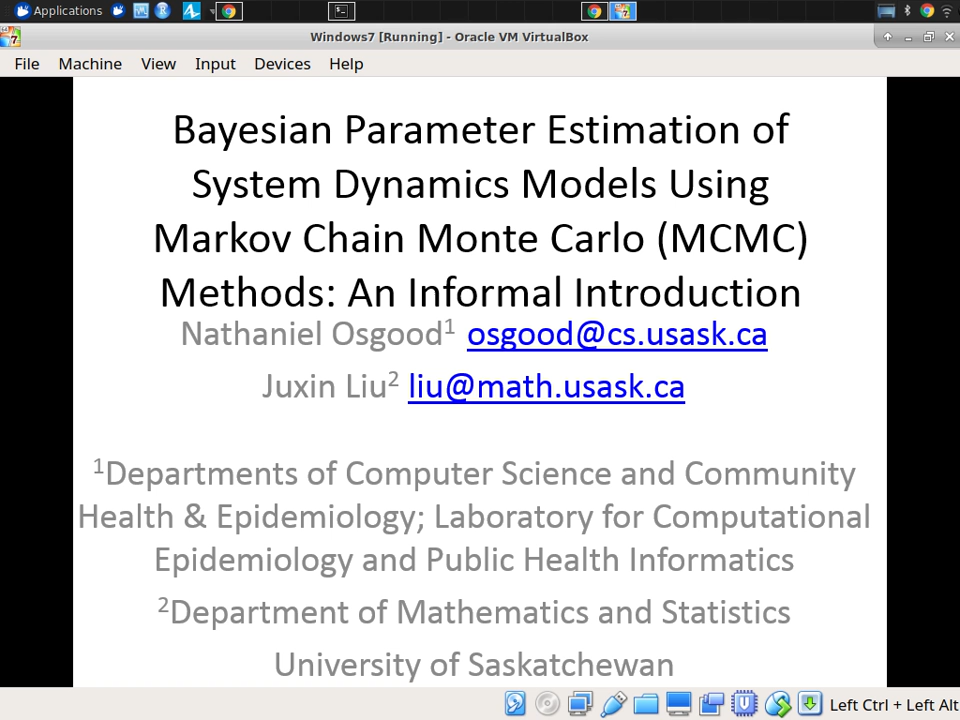 Applications
Windows7 [Running] - Oracle VM VirtualBox
File Machine View Input Devices Help
Bayesian Parameter Estimation of
System Dynamics Models Using
Markov Chain Monte Carlo (MCMC)
Methods: An Informal Introduction
Nathaniel Osgood¹ osgood@cs.usask.ca
Juxin Liu² liu@math.usask.ca
¹Departments of Computer Science and Community
Health & Epidemiology; Laboratory for Computational
Epidemiology and Public Health Informatics
²Department of Mathematics and Statistics
University of Saskatchewan
Left Ctrl + Left Alt